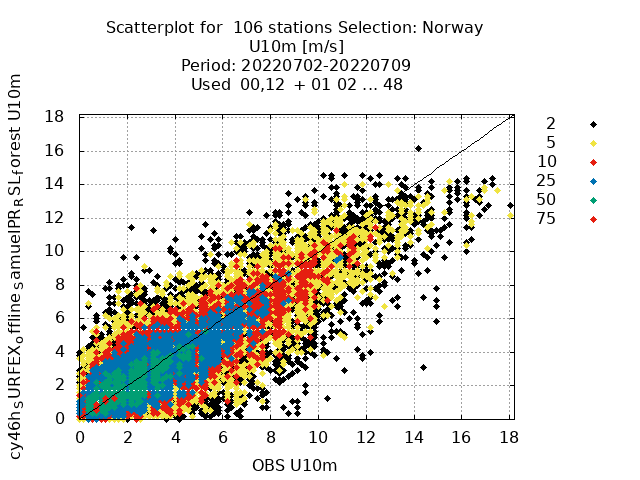 Scatterplot for 106 stations Selection: Norway
U10m [m/s]
Period: 20220702-20220709
Used 00,12 + 01 02 ... 48
cy46h_SURFEX_offline_samuelPR_RSL_forest U10m
18
16
14
12
10
8
6
4
2
0
0 2 4 6 8 10 12 14 16 18
OBS U10m
2
5
10
25
50
75